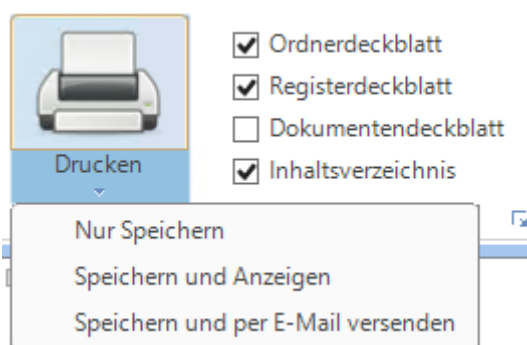 Ordnerdeckblatt
Registerdeckblatt
Dokumentendeckblatt
Drucken
Inhaltsverzeichnis
Nur Speichern
Speichern und Anzeigen
Speichern und per E-Mail versenden